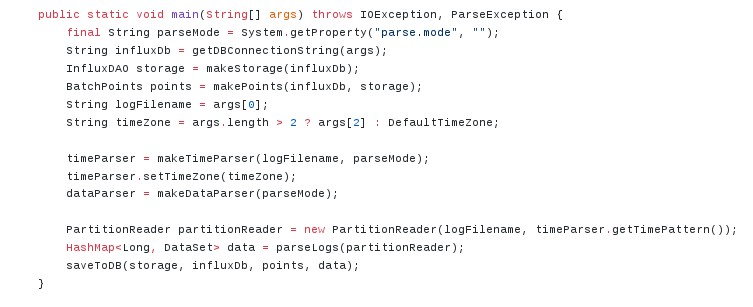 public static void main(String[] args) throws IOException, ParseException {
    final String parseMode = System.getProperty("parse.mode", "");
    String influxDb = getDBConnectionString(args);
    InfluxDAO storage = makeStorage(influxDb);
    BatchPoints points = makePoints(influxDb, storage);
    String logFilename = args[0];
    String timeZone = args.length > 2 ? args[2] : DefaultTimeZone;

    timeParser = makeTimeParser(logFilename, parseMode);
    timeParser.setTimeZone(timeZone);
    dataParser = makeDataParser(parseMode);

    PartitionReader partitionReader = new PartitionReader(logFilename, timeParser.getTimePattern());
    HashMap<Long, DataSet> data = parseLogs(partitionReader);
    saveToDB(storage, influxDb, points, data);
}